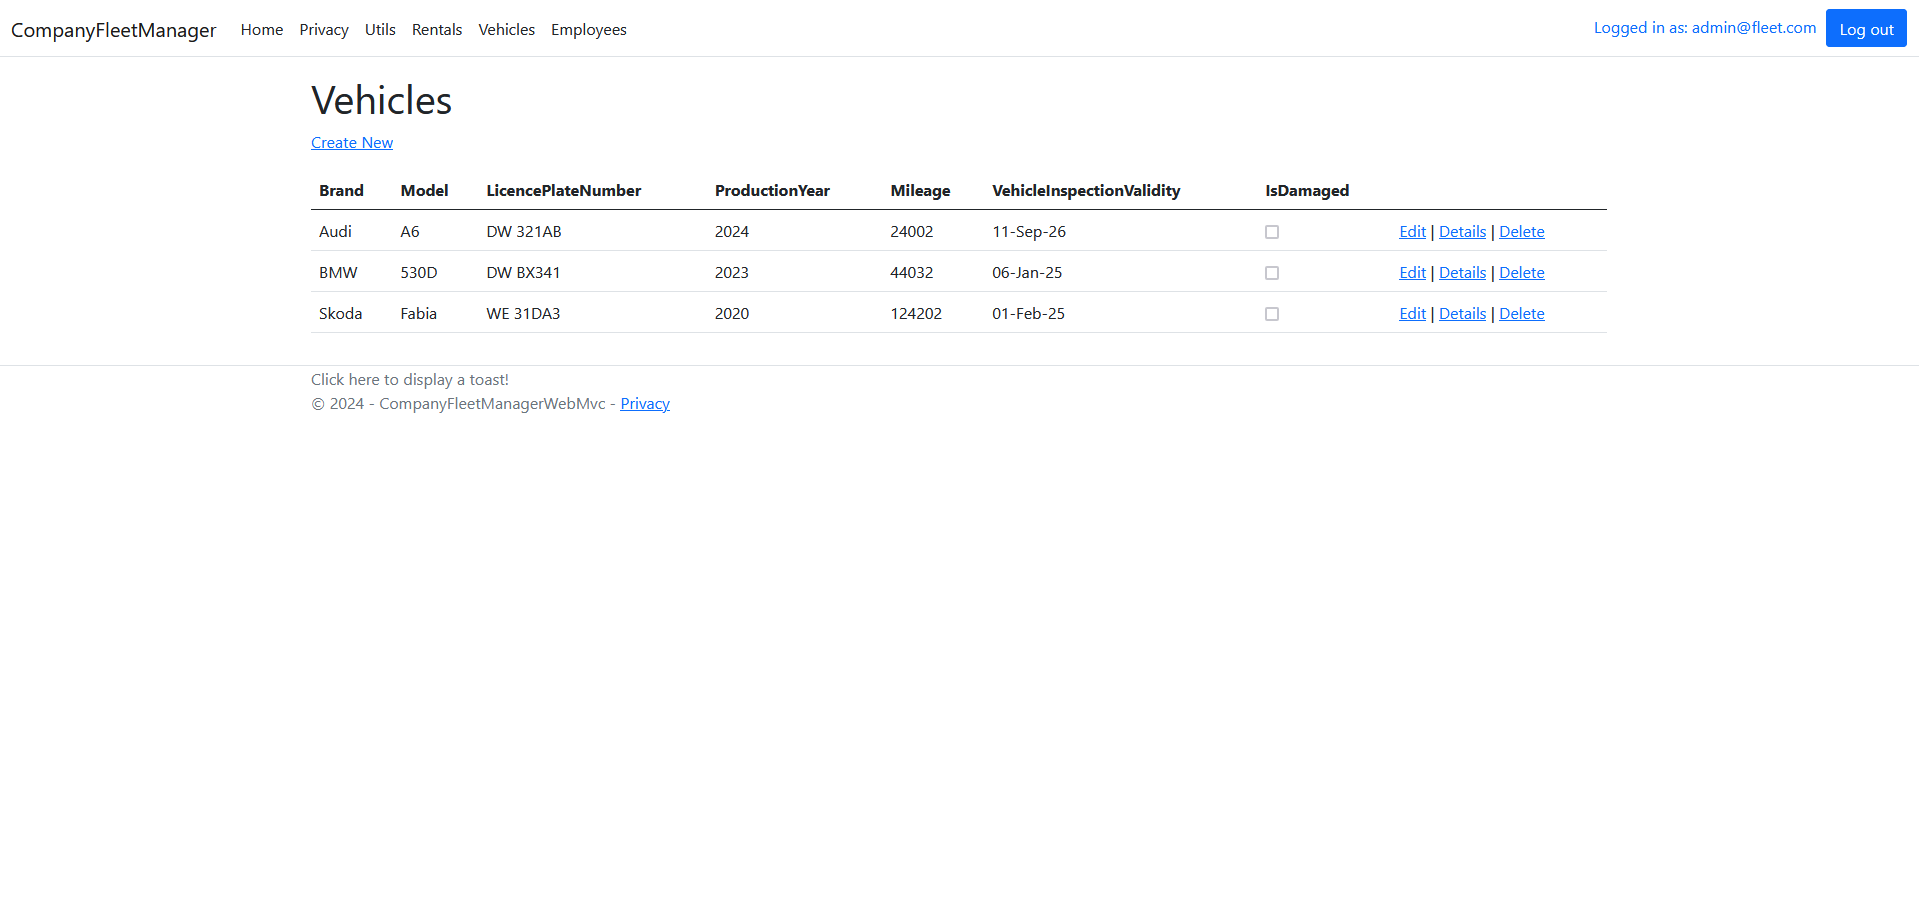 CompanyFleetManager Home Privacy Utils Rentals Vehicles Employees Logged in as: admin@fleet.com Log out
Vehicles
Create New
Brand Model LicencePlateNumber ProductionYear Mileage VehicleInspectionValidity IsDamaged
Audi A6 DW 321AB 2024 24002 11-Sep-26 Edit | Details | Delete
BMW 530D DW BX341 2023 44032 06-Jan-25 Edit | Details | Delete
Skoda Fabia WE 31DA3 2020 124202 01-Feb-25 Edit | Details | Delete
Click here to display a toast!
© 2024 - CompanyFleetManagerWebMvc - Privacy